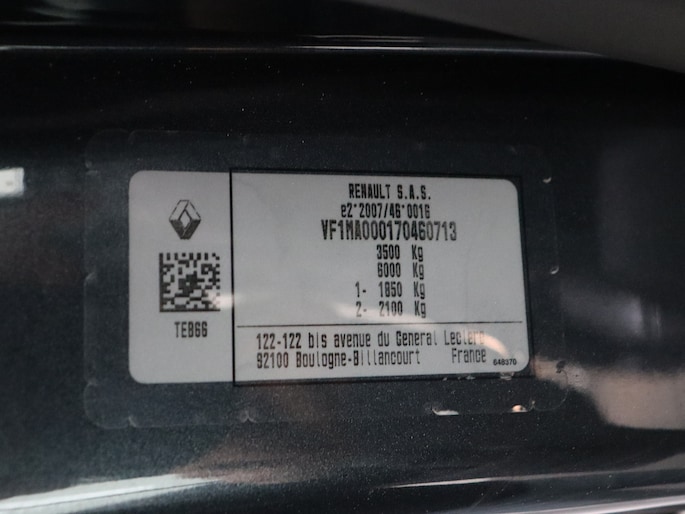 RENAULT S.A.S.
e2*2007/46*0016
VF1MA000170460713
3500 Kg
6000 Kg
1- 1850 Kg
2- 2100 Kg
TE866
122-122 bis avenue du General Leclerc
92100 Boulogne-Billancourt France
648370